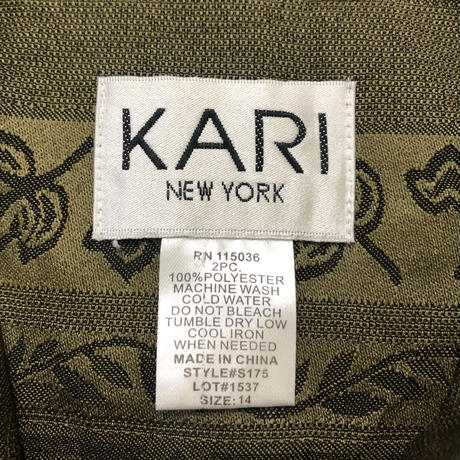 KARI
NEW YORK
RN 115036
2PC.
100%POLYESTER
MACHINE WASH
COLD WATER
DO NOT BLEACH
TUMBLE DRY LOW
COOL IRON
WHEN NEEDED
MADE IN CHINA
STYLE#S175
LOT#1537
SIZE: 14